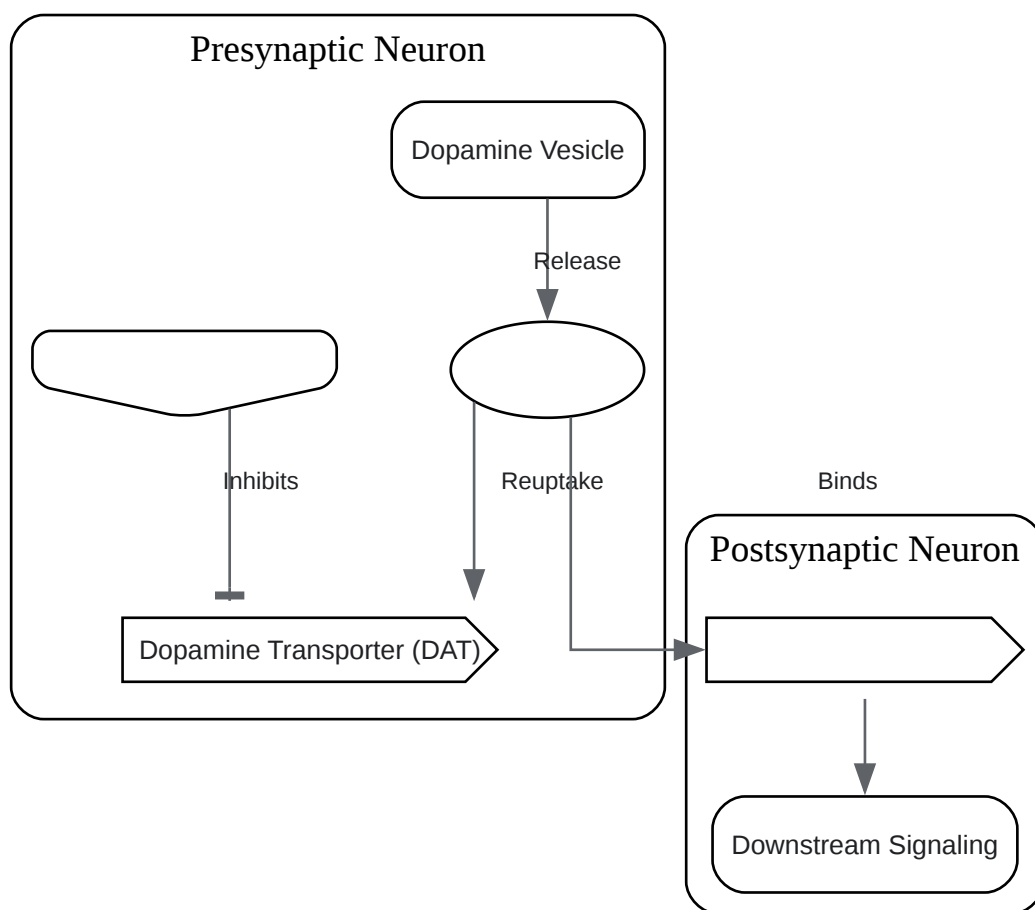 Presynaptic Neuron
Dopamine Vesicle
Release
Inhibits
Reuptake
Binds
Postsynaptic Neuron
Dopamine Transporter (DAT)
Downstream Signaling